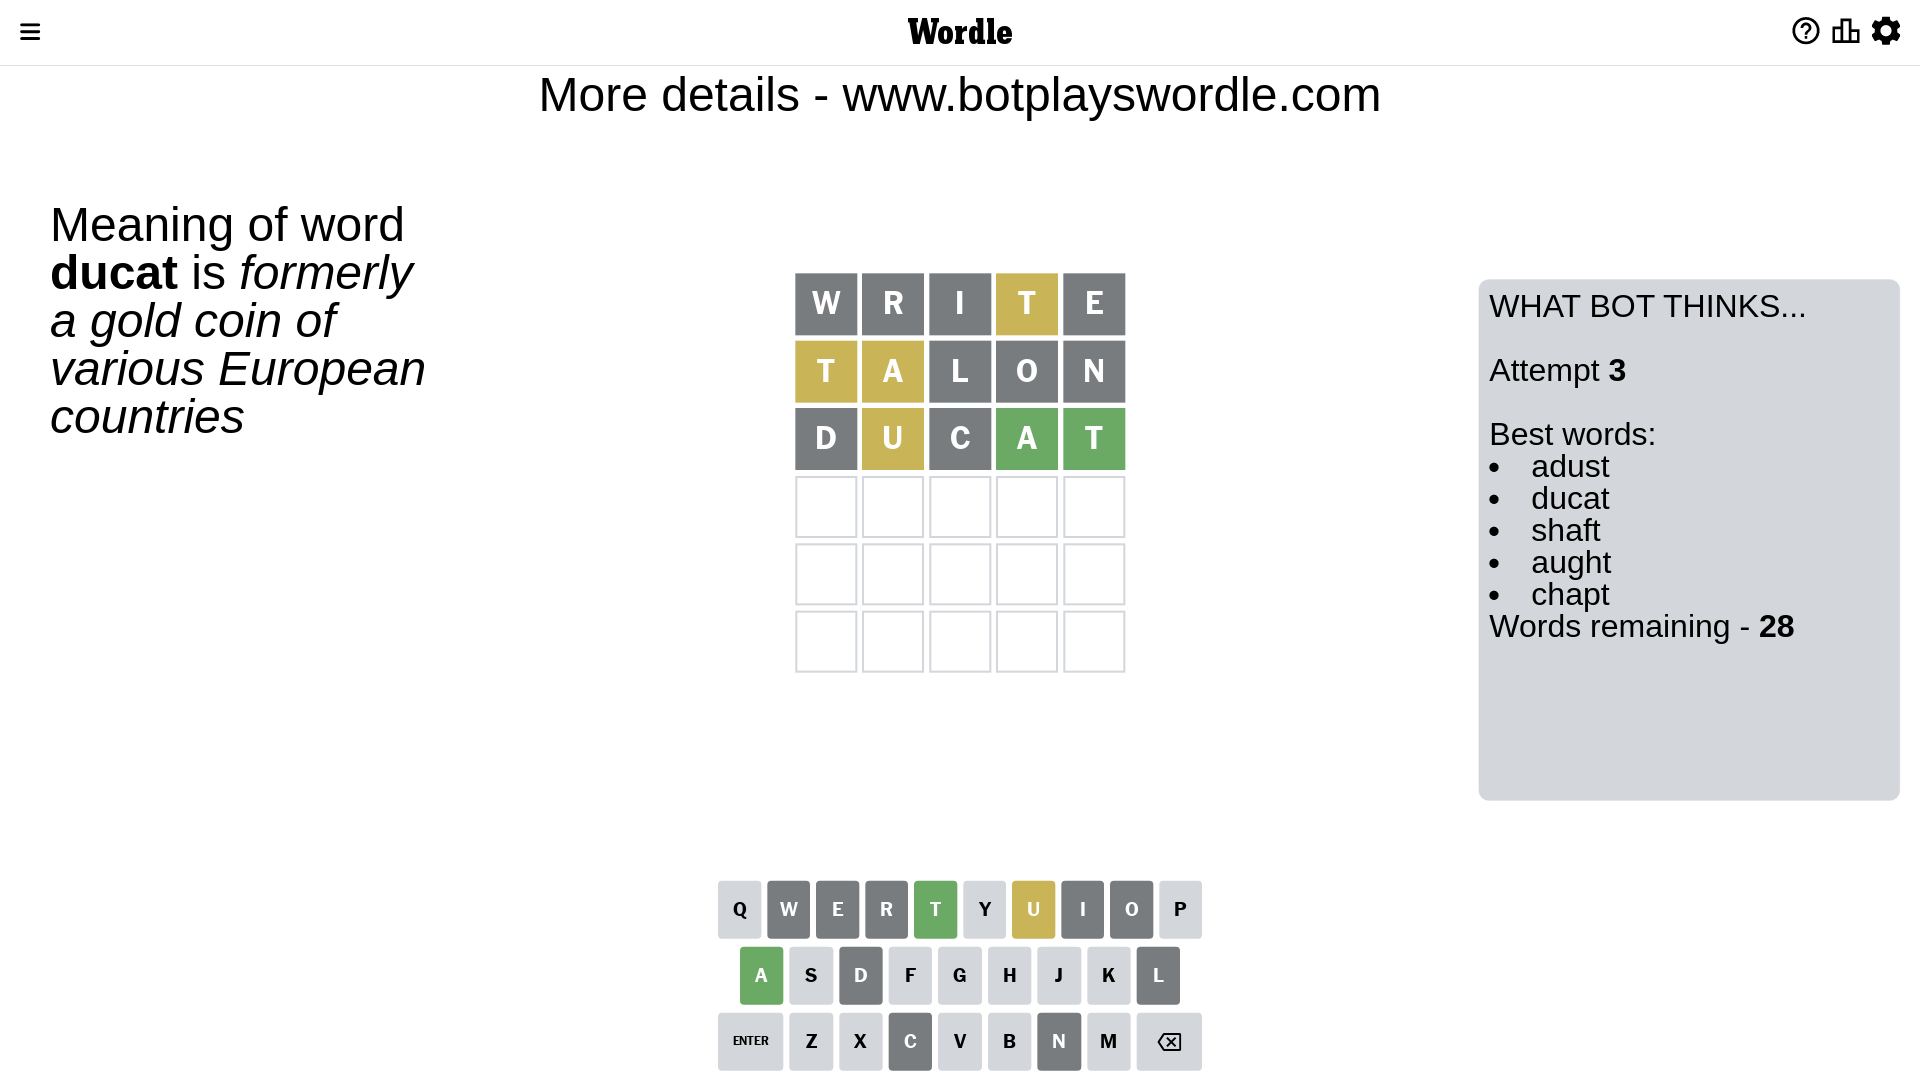 Wordle
More details - www.botplayswordle.com
Meaning of word
ducat is formerly
a gold coin of
various European
countries
W R I T E
T A L O N
D U C A T
WHAT BOT THINKS...
Attempt 3
Best words:
• adust
• ducat
• shaft
• aught
• chapt
Words remaining - 28
Q W E R T Y U I O P
A S D F G H J K L
ENTER Z X C V B N M